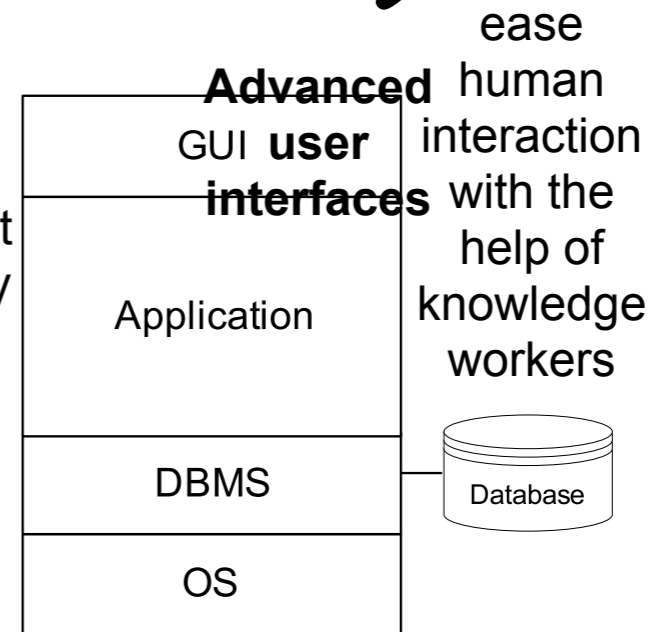 ease
human
interaction
with the
help of
knowledge
workers
Advanced
user
interfaces
GUI
Application
DBMS
Database
OS